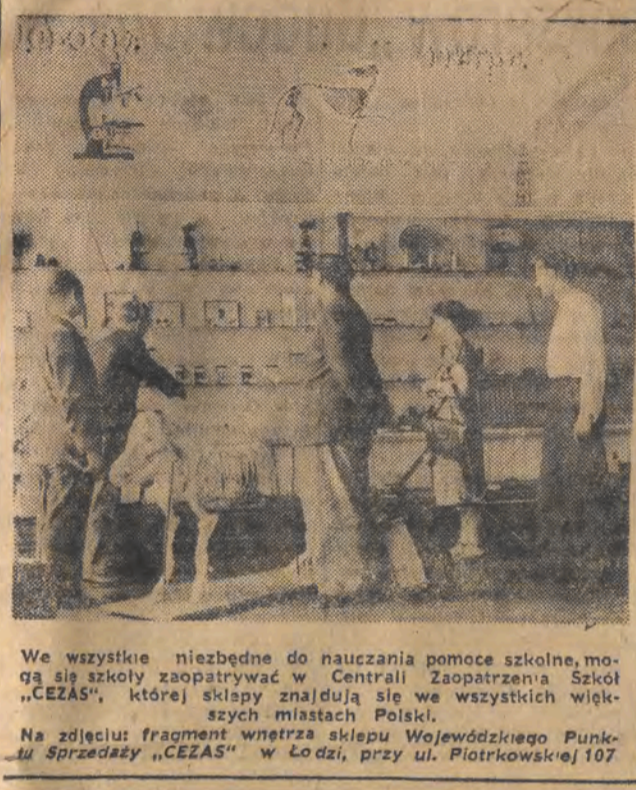 We wszystkie niezbędne do nauczania pomoce szkolne, mo-
gą się szkoły zaopatrywać w Centrali Zaopatrzenia Szkół
„CEZAS“, której sklepy znajdują się we wszystkich więk-
szych miastach Polski.
Na zdjęciu: fragment wnętrza sklepu Wojewódzkiego Punk-
tu Sprzedaży „CEZAS“ w Łodzi, przy ul. Piotrkowskiej 107